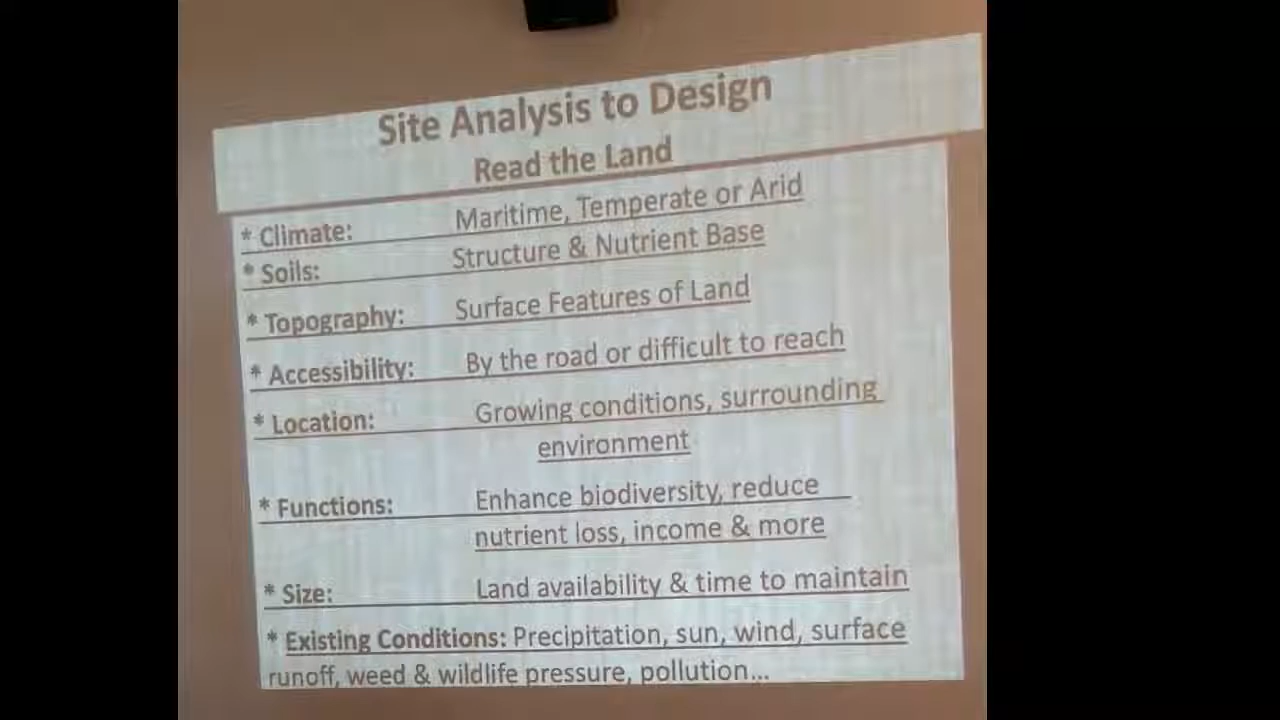 Site Analysis to Design
Read the Land
* Climate: Maritime, Temperate or Arid
* Soils: Structure & Nutrient Base
* Topography: Surface Features of Land
* Accessibility: By the road or difficult to reach
* Location: Growing conditions, surrounding
environment
* Functions: Enhance biodiversity, reduce
nutrient loss, income & more
* Size: Land availability & time to maintain
* Existing Conditions: Precipitation, sun, wind, surface
runoff, weed & wildlife pressure, pollution...